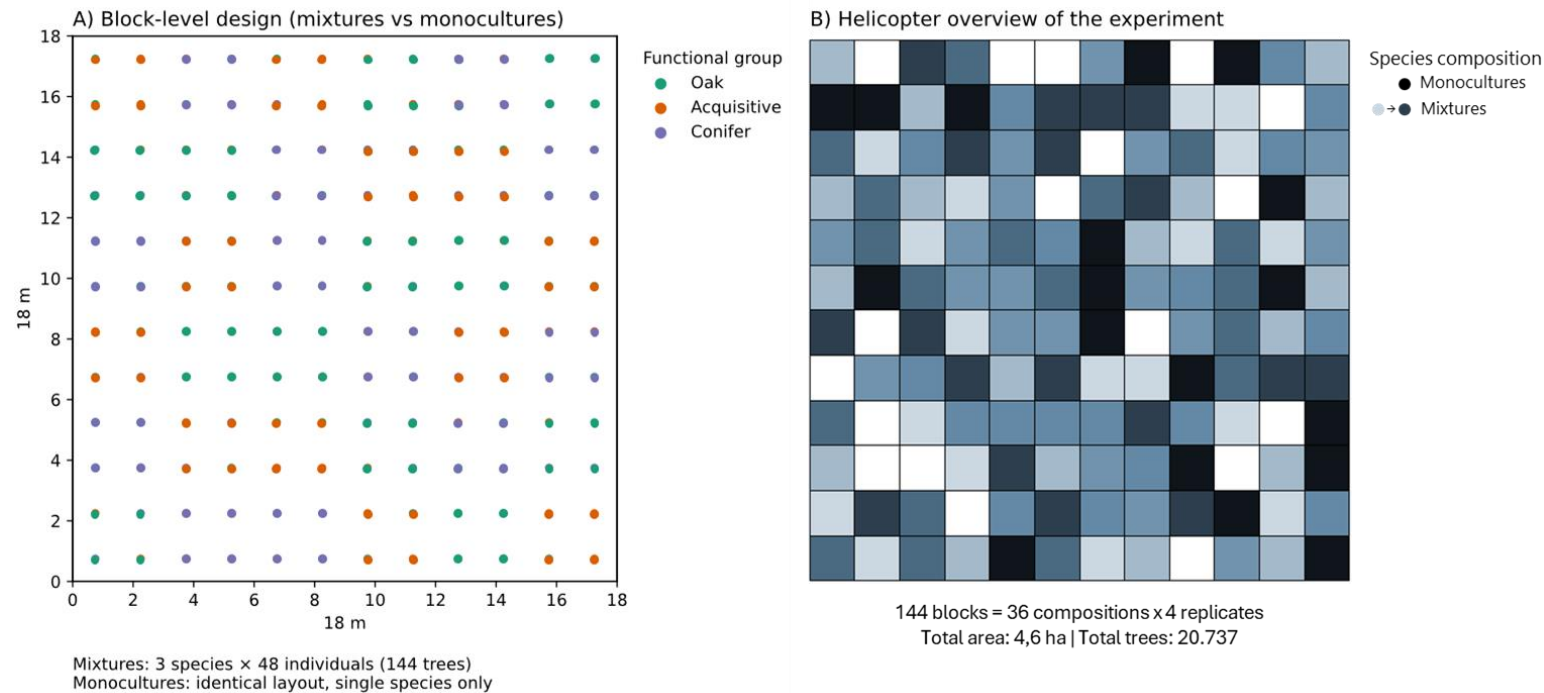 A) Block-level design (mixtures vs monocultures)
18
16
14
12
10
8
6
4
2
0
18 m
0 2 4 6 8 10 12 14 16 18
18 m
Functional group
Oak
Acquisitive
Conifer
Mixtures: 3 species × 48 individuals (144 trees)
Monocultures: identical layout, single species only
B) Helicopter overview of the experiment
Species composition
Monocultures
→ Mixtures
144 blocks = 36 compositions x 4 replicates
Total area: 4,6 ha | Total trees: 20.737